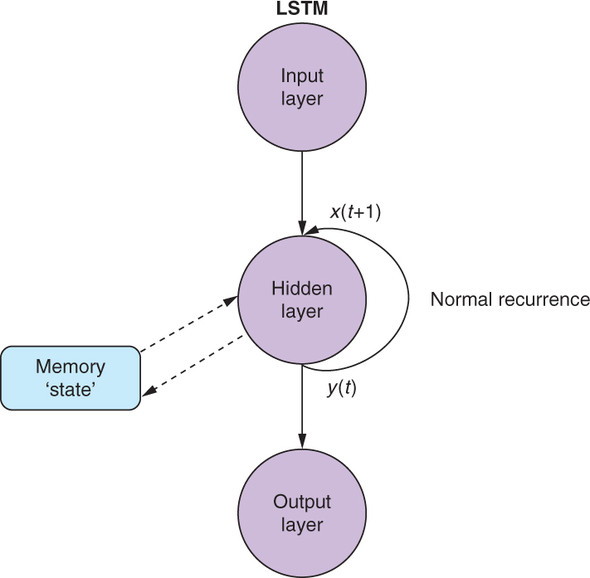 LSTM
Input
layer
x(t+1)
Hidden
layer
Normal recurrence
Memory
‘state’
y(t)
Output
layer